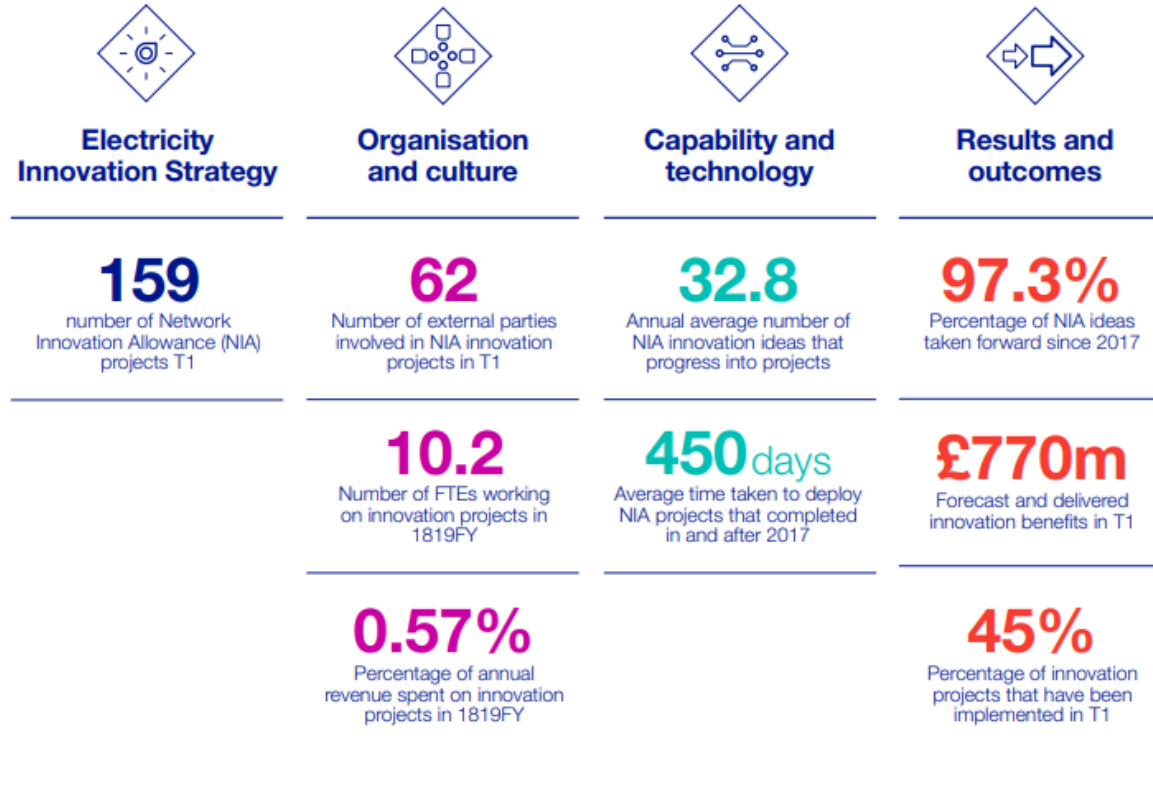 Electricity
Innovation Strategy
159
number of Network
Innovation Allowance (NIA)
projects T1
Organisation
and culture
62
Number of external parties
involved in NIA innovation
projects in T1
10.2
Number of FTEs working
on innovation projects in
1819FY
0.57%
Percentage of annual
revenue spent on innovation
projects in 1819FY
Capability and
technology
32.8
Annual average number of
NIA innovation ideas that
progress into projects
450 days
Average time taken to deploy
NIA projects that completed
in and after 2017
Results and
outcomes
97.3%
Percentage of NIA ideas
taken forward since 2017
£770m
Forecast and delivered
innovation benefits in T1
45%
Percentage of innovation
projects that have been
implemented in T1